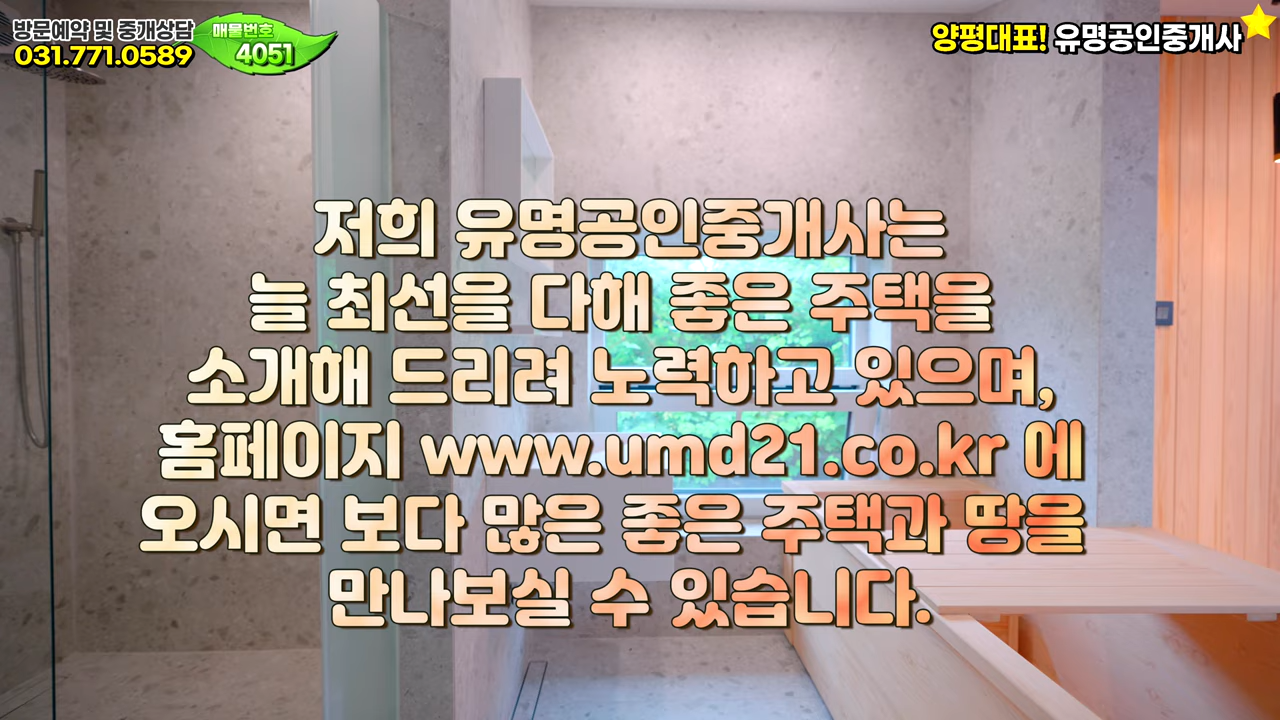 방문예약 및 중개상담
031.771.0589
매물번호
4051
양평대표! 유명공인중개사
저희 유명공인중개사는
늘 최선을 다해 좋은 주택을
소개해 드리려 노력하고 있으며,
홈페이지 www.umd21.co.kr 에
오시면 보다 많은 좋은 주택과 땅을
만나보실 수 있습니다.